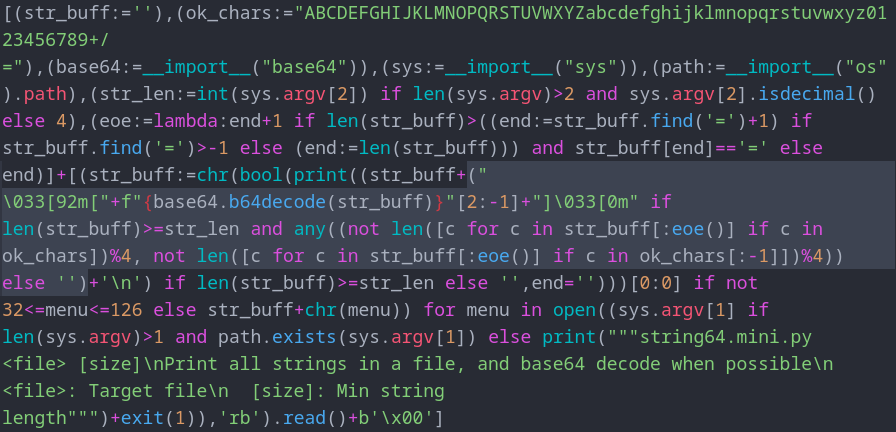 [(str_buff:=''),(ok_chars:="ABCDEFGHIJKLMNOPQRSTUVWXYZabcdefghijklmnopqrstuvwxyz01
23456789+/
="),(base64:=__import__("base64")),(sys:=__import__("sys")),(path:=__import__("os"
).path),(str_len:=int(sys.argv[2]) if len(sys.argv)>2 and sys.argv[2].isdecimal()
else 4),(eoe:=lambda:end+1 if len(str_buff)>((end:=str_buff.find('=')+1) if
str_buff.find('=')>-1 else (end:=len(str_buff))) and str_buff[end]=='=' else
end)]+[(str_buff:=chr(bool(print((str_buff+("
\033[92m["+f"{base64.b64decode(str_buff)}"[2:-1]+"]\033[0m" if
len(str_buff)>=str_len and any((not len([c for c in str_buff[:eoe()] if c in
ok_chars])%4, not len([c for c in str_buff[:eoe()] if c in ok_chars[:-1]])%4))
else '')+'\n') if len(str_buff)>=str_len else '',end='')))[0:0] if not
32<=menu<=126 else str_buff+chr(menu)) for menu in open((sys.argv[1] if
len(sys.argv)>1 and path.exists(sys.argv[1]) else print("""string64.mini.py
<file> [size]\nPrint all strings in a file, and base64 decode when possible\n
<file>: Target file\n  [size]: Min string
length""")+exit(1)),'rb').read()+b'\x00']